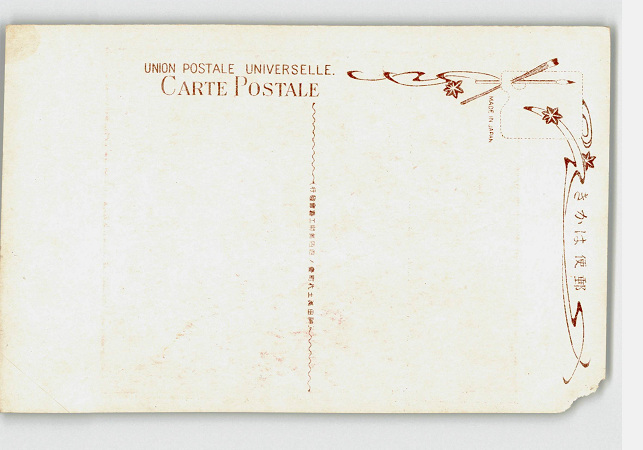 UNION POSTALE UNIVERSELLE.
CARTE POSTALE
MADE IN JAPAN
きかは便郵